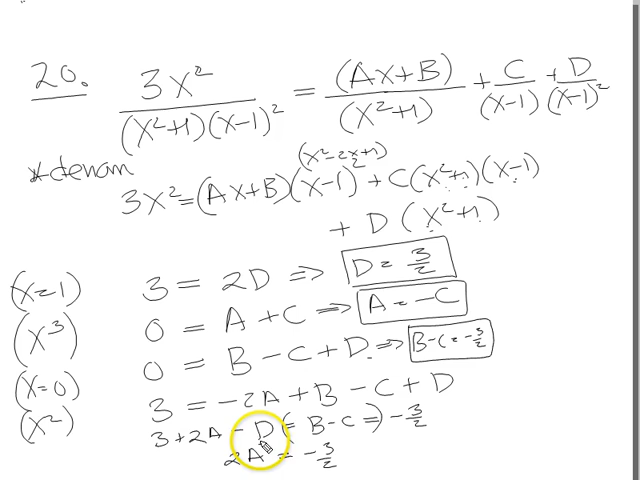 20. 3x² / (x²+1)(x-1)² = (Ax+B) / (x²+1) + C / (x-1) + D / (x-1)²
*denom
(x²-2x+1)
3x² = (Ax+B)(x-1)² + C(x²+1)(x-1)
+ D(x²+1)
(x=1) 3 = 2D => D = 3/2
(x³) 0 = A+C => A = -C
(x=0) 0 = B-C+D => B-C = -3/2
(x²) 3 = -2A+B-C+D
3+2A-D(= B-C =) -3/2
2A = -3/2